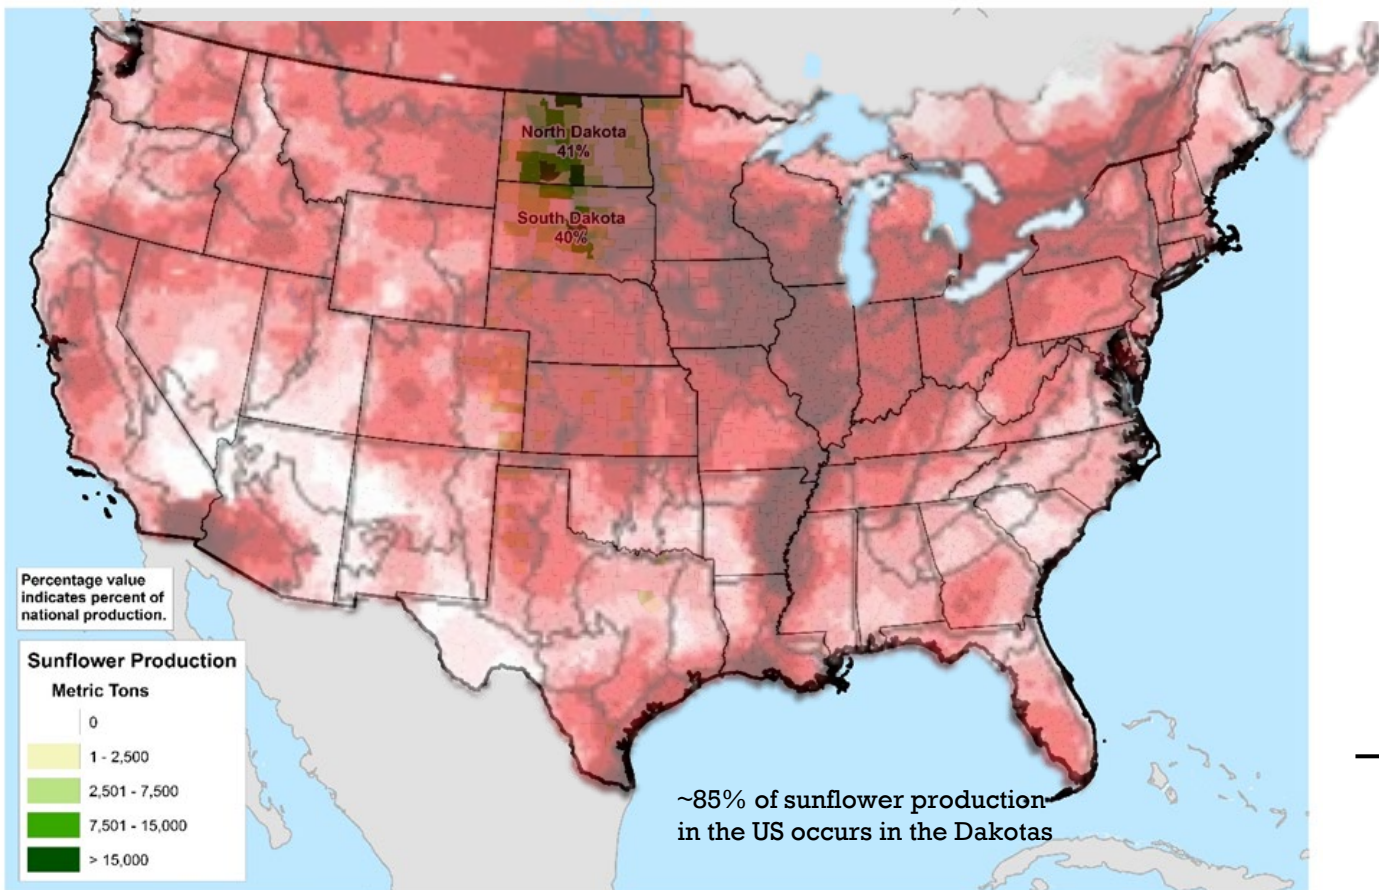 North Dakota
41%
South Dakota
40%
Percentage value
indicates percent of
national production.
Sunflower Production
Metric Tons
0
1 - 2,500
2,501 - 7,500
7,501 - 15,000
> 15,000
~85% of sunflower production
in the US occurs in the Dakotas